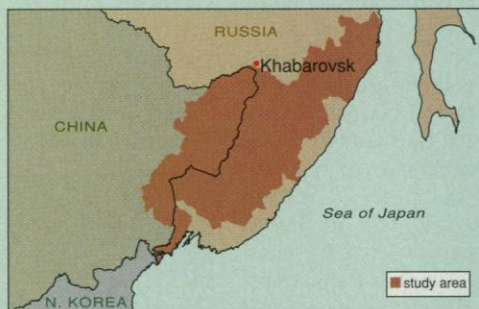 RUSSIA
Khabarovsk
CHINA
Sea of Japan
study area
N. KOREA